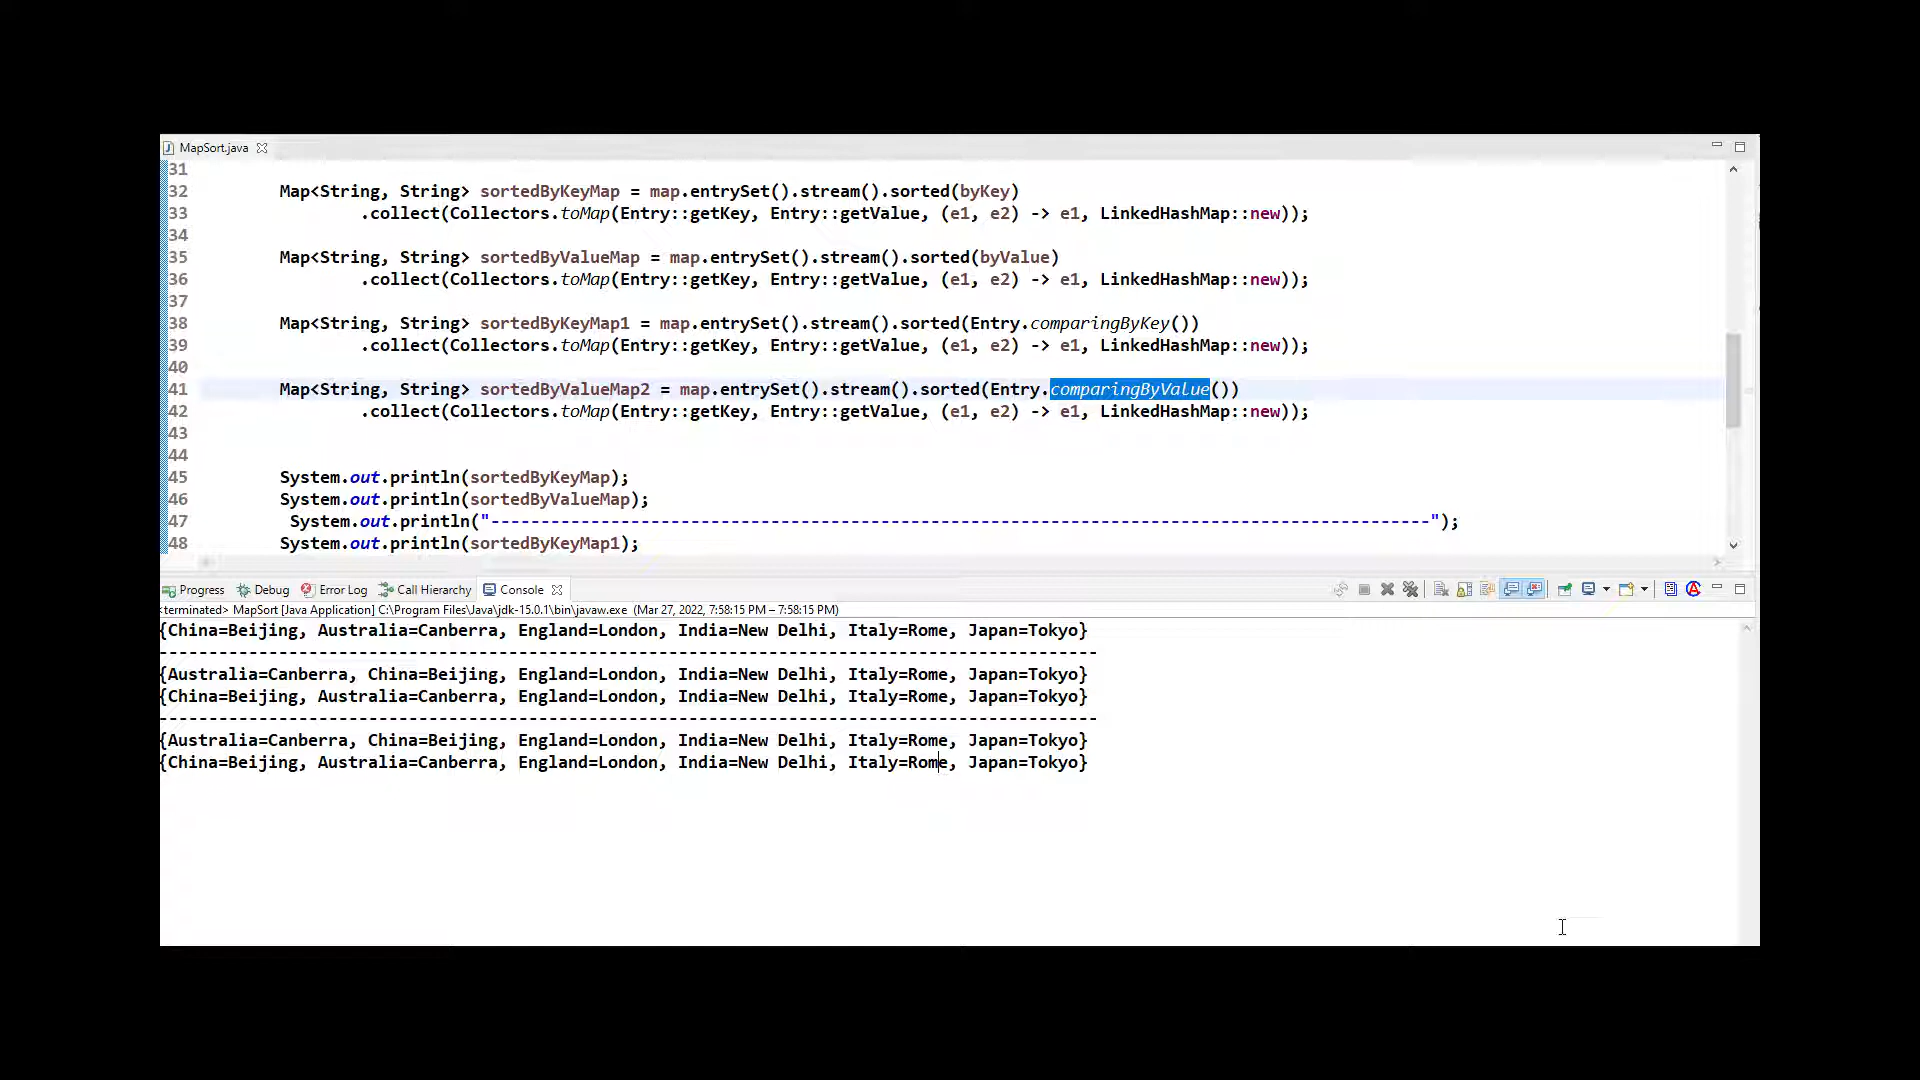 MapSort.java
31
32 Map<String, String> sortedByKeyMap = map.entrySet().stream().sorted(byKey)
33 .collect(Collectors.toMap(Entry::getKey, Entry::getValue, (e1, e2) -> e1, LinkedHashMap::new));
34
35 Map<String, String> sortedByValueMap = map.entrySet().stream().sorted(byValue)
36 .collect(Collectors.toMap(Entry::getKey, Entry::getValue, (e1, e2) -> e1, LinkedHashMap::new));
37
38 Map<String, String> sortedByKeyMap1 = map.entrySet().stream().sorted(Entry.comparingByKey())
39 .collect(Collectors.toMap(Entry::getKey, Entry::getValue, (e1, e2) -> e1, LinkedHashMap::new));
40
41 Map<String, String> sortedByValueMap2 = map.entrySet().stream().sorted(Entry.comparingByValue())
42 .collect(Collectors.toMap(Entry::getKey, Entry::getValue, (e1, e2) -> e1, LinkedHashMap::new));
43
44
45 System.out.println(sortedByKeyMap);
46 System.out.println(sortedByValueMap);
47 System.out.println("----------------------------------------------------------------------------------------------");
48 System.out.println(sortedByKeyMap1);
Progress Debug Error Log Call Hierarchy Console
<terminated> MapSort [Java Application] C:\Program Files\Java\jdk-15.0.1\bin\javaw.exe (Mar 27, 2022, 7:58:15 PM – 7:58:15 PM)
{China=Beijing, Australia=Canberra, England=London, India=New Delhi, Italy=Rome, Japan=Tokyo}
----------------------------------------------------------------------------------------------
{Australia=Canberra, China=Beijing, England=London, India=New Delhi, Italy=Rome, Japan=Tokyo}
{China=Beijing, Australia=Canberra, England=London, India=New Delhi, Italy=Rome, Japan=Tokyo}
----------------------------------------------------------------------------------------------
{Australia=Canberra, China=Beijing, England=London, India=New Delhi, Italy=Rome, Japan=Tokyo}
{China=Beijing, Australia=Canberra, England=London, India=New Delhi, Italy=Rome, Japan=Tokyo}